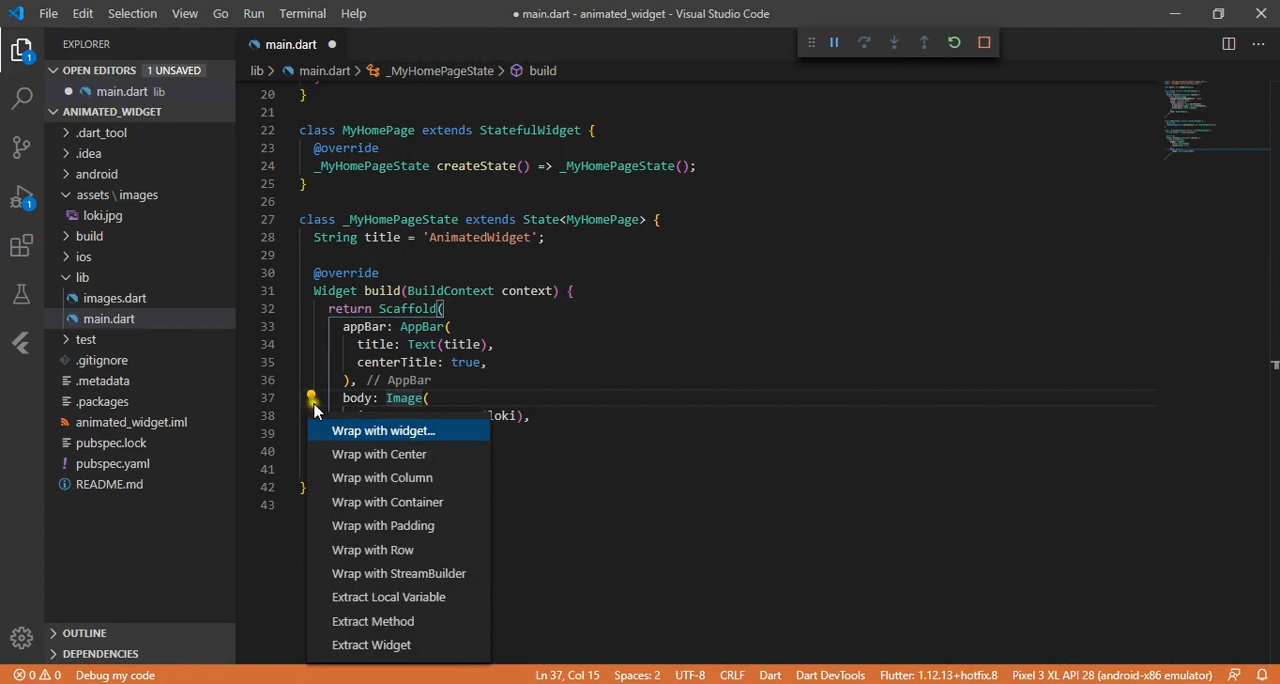 File Edit Selection View Go Run Terminal Help
● main.dart - animated_widget - Visual Studio Code
EXPLORER
main.dart
OPEN EDITORS 1 UNSAVED
lib > main.dart > _MyHomePageState > build
1
main.dart lib
ANIMATED_WIDGET
.dart_tool
.idea
android
assets \ images
1
loki.jpg
build
ios
lib
images.dart
main.dart
test
.gitignore
.metadata
.packages
animated_widget.iml
pubspec.lock
pubspec.yaml
README.md
OUTLINE
DEPENDENCIES
20 }
21
22 class MyHomePage extends StatefulWidget {
23 @override
24 _MyHomePageState createState() => _MyHomePageState();
25 }
26
27 class _MyHomePageState extends State<MyHomePage> {
28 String title = 'AnimatedWidget';
29
30 @override
31 Widget build(BuildContext context) {
32 return Scaffold(
33 appBar: AppBar(
34 title: Text(title),
35 centerTitle: true,
36 ), // AppBar
37 body: Image(
38 loki),
39
40
41
42 }
43
Wrap with widget...
Wrap with Center
Wrap with Column
Wrap with Container
Wrap with Padding
Wrap with Row
Wrap with StreamBuilder
Extract Local Variable
Extract Method
Extract Widget
0 0 Debug my code Ln 37, Col 15 Spaces: 2 UTF-8 CRLF Dart Dart DevTools Flutter: 1.12.13+hotfix.8 Pixel 3 XL API 28 (android-x86 emulator)